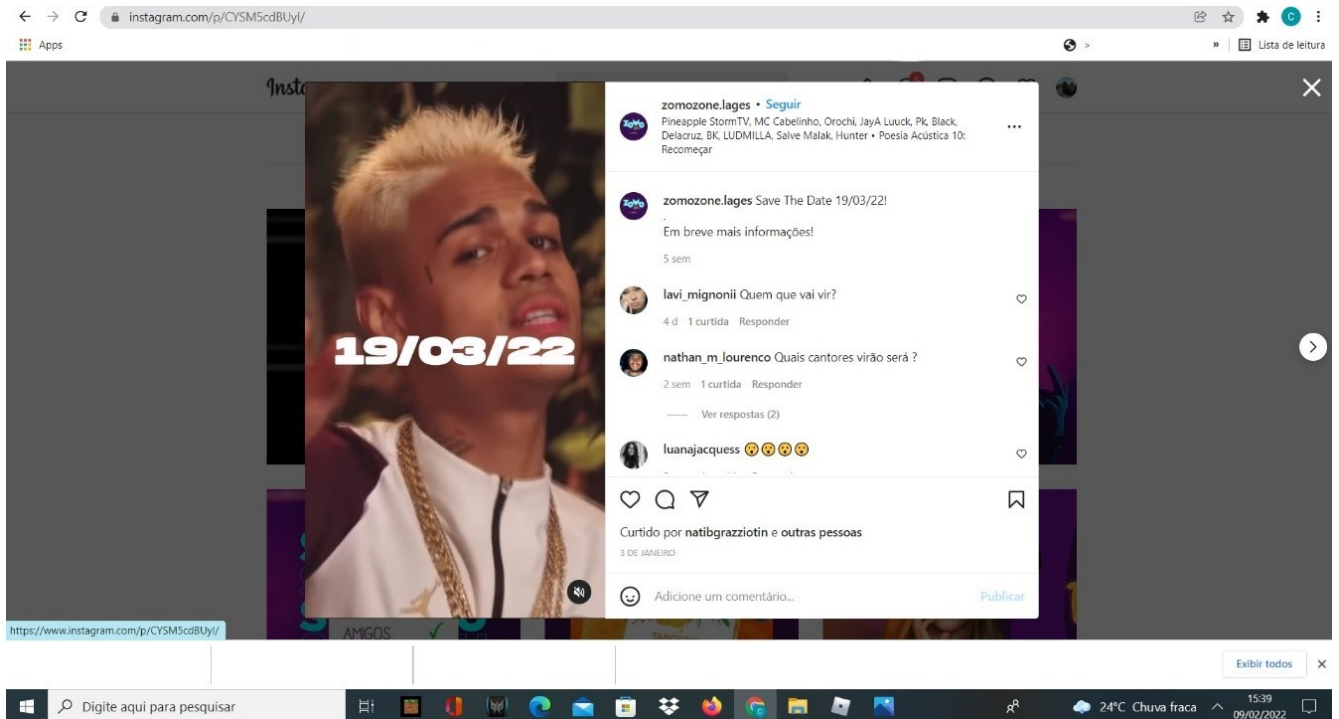 instagram.com/p/CYSM5cdBUyI/
C
Apps
>
»
Lista de leitura
Insta
zomozone.lages • Seguir
Pineapple StormTV, MC Cabelinho, Orochi, JayA Luuck, Pk, Black,
Delacruz, BK, LUDMILLA, Salve Malak, Hunter • Poesia Acústica 10:
Recomeçar
zomozone.lages Save The Date 19/03/22!
.
Em breve mais informações!
5 sem
lavi_mignonii Quem que vai vir?
4 d 1 curtida Responder
19/03/22
nathan_m_lourenco Quais cantores virão será ?
2 sem 1 curtida Responder
Ver respostas (2)
luanajacquess 😮😮😮😮
Curtido por natibgrazziotin e outras pessoas
3 DE JANEIRO
Adicione um comentário...
Publicar
https://www.instagram.com/p/CYSM5cdBUyI/
AMIGOS
Exibir todos
Digite aqui para pesquisar
24°C Chuva fraca
15:39
09/02/2022